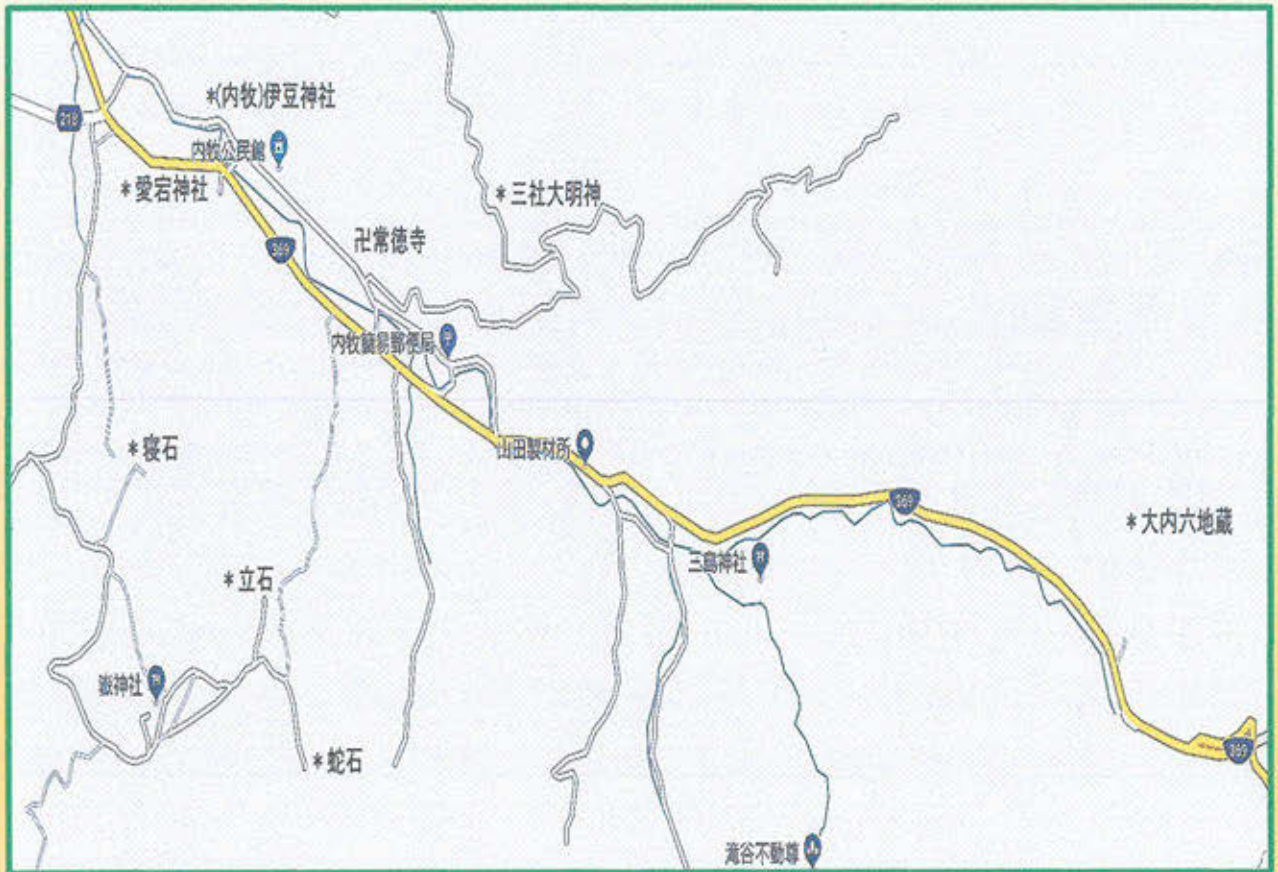 *(内牧)伊豆神社
218
内牧公民館
*愛宕神社
*三社大明神
卍常徳寺
369
内牧簡易郵便局
*寝石
山田製材所
369
*大内六地蔵
三島神社
*立石
嶽神社
369
*蛇石
滝谷不動尊